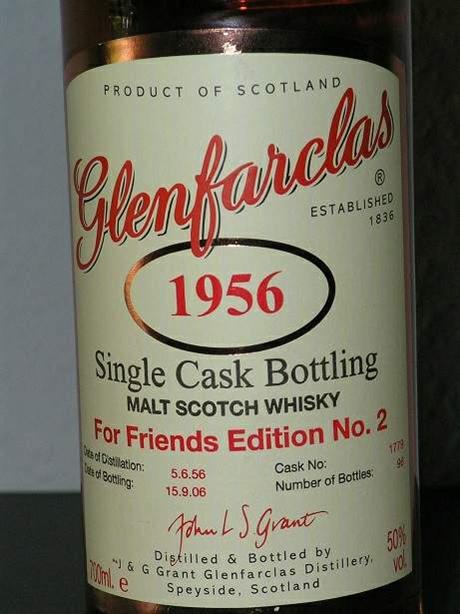 PRODUCT OF SCOTLAND
Glenfarclas
®
ESTABLISHED
1836
1956
Single Cask Bottling
MALT SCOTCH WHISKY
For Friends Edition No. 2
Date of Distillation: 5.6.56 Cask No: 1779
Date of Bottling: 15.9.06 Number of Bottles: 96
John L S Grant
700ml. e Distilled & Bottled by 50%
J & G Grant Glenfarclas Distillery, vol.
Speyside, Scotland